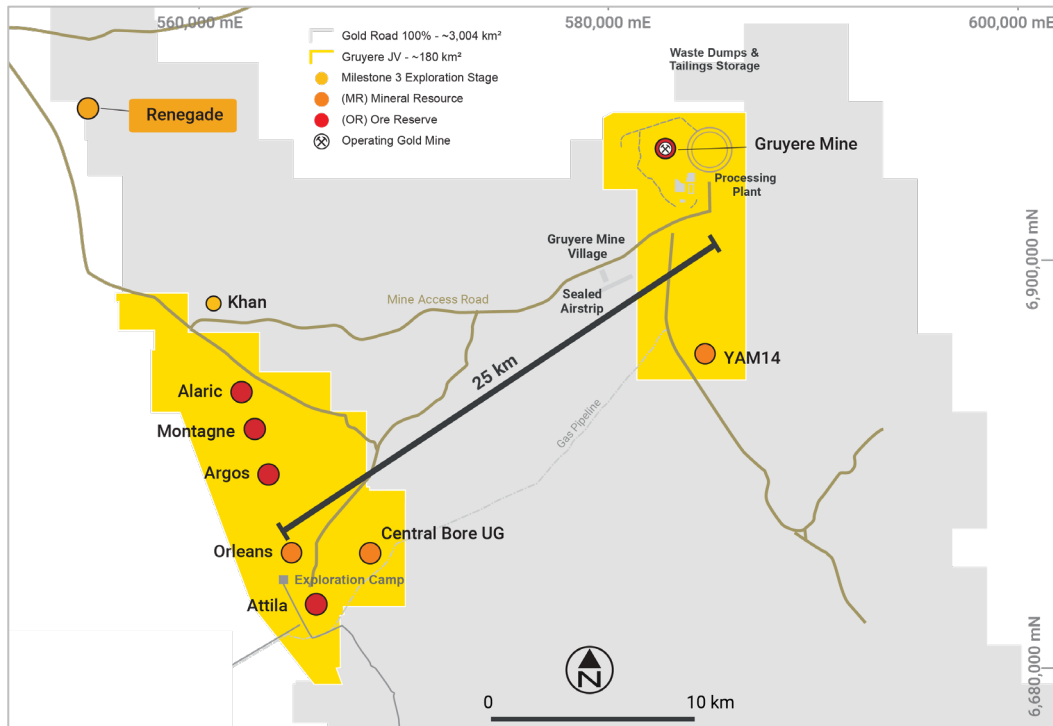 560,000 mE
580,000 mE
600,000 mE
Gold Road 100% - ~3,004 km²
Gruyere JV - ~180 km²
Milestone 3 Exploration Stage
(MR) Mineral Resource
(OR) Ore Reserve
Operating Gold Mine
Waste Dumps &
Tailings Storage
Renegade
Gruyere Mine
Processing
Plant
6,900,000 mN
Gruyere Mine
Village
Sealed
Airstrip
Khan
Mine Access Road
YAM14
25 km
Alaric
Gas Pipeline
Montagne
Argos
Central Bore UG
Orleans
Exploration Camp
Attila
N
0
10 km
6,680,000 mN